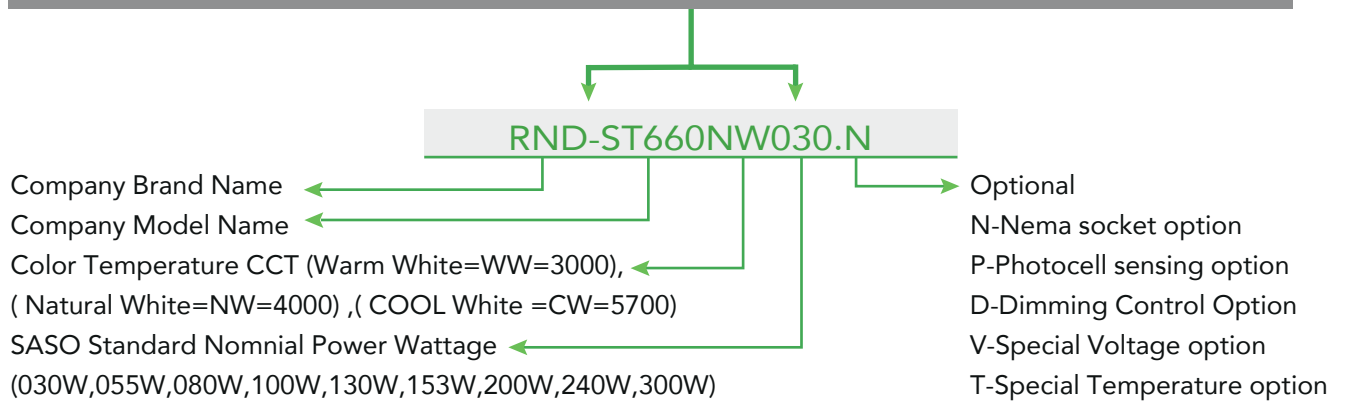 RND-ST660NW030.N
Company Brand Name
Company Model Name
Color Temperature CCT (Warm White=WW=3000),
( Natural White=NW=4000) ,( COOL White =CW=5700)
SASO Standard Nomnial Power Wattage
(030W,055W,080W,100W,130W,153W,200W,240W,300W)
Optional
N-Nema socket option
P-Photocell sensing option
D-Dimming Control Option
V-Special Voltage option
T-Special Temperature option